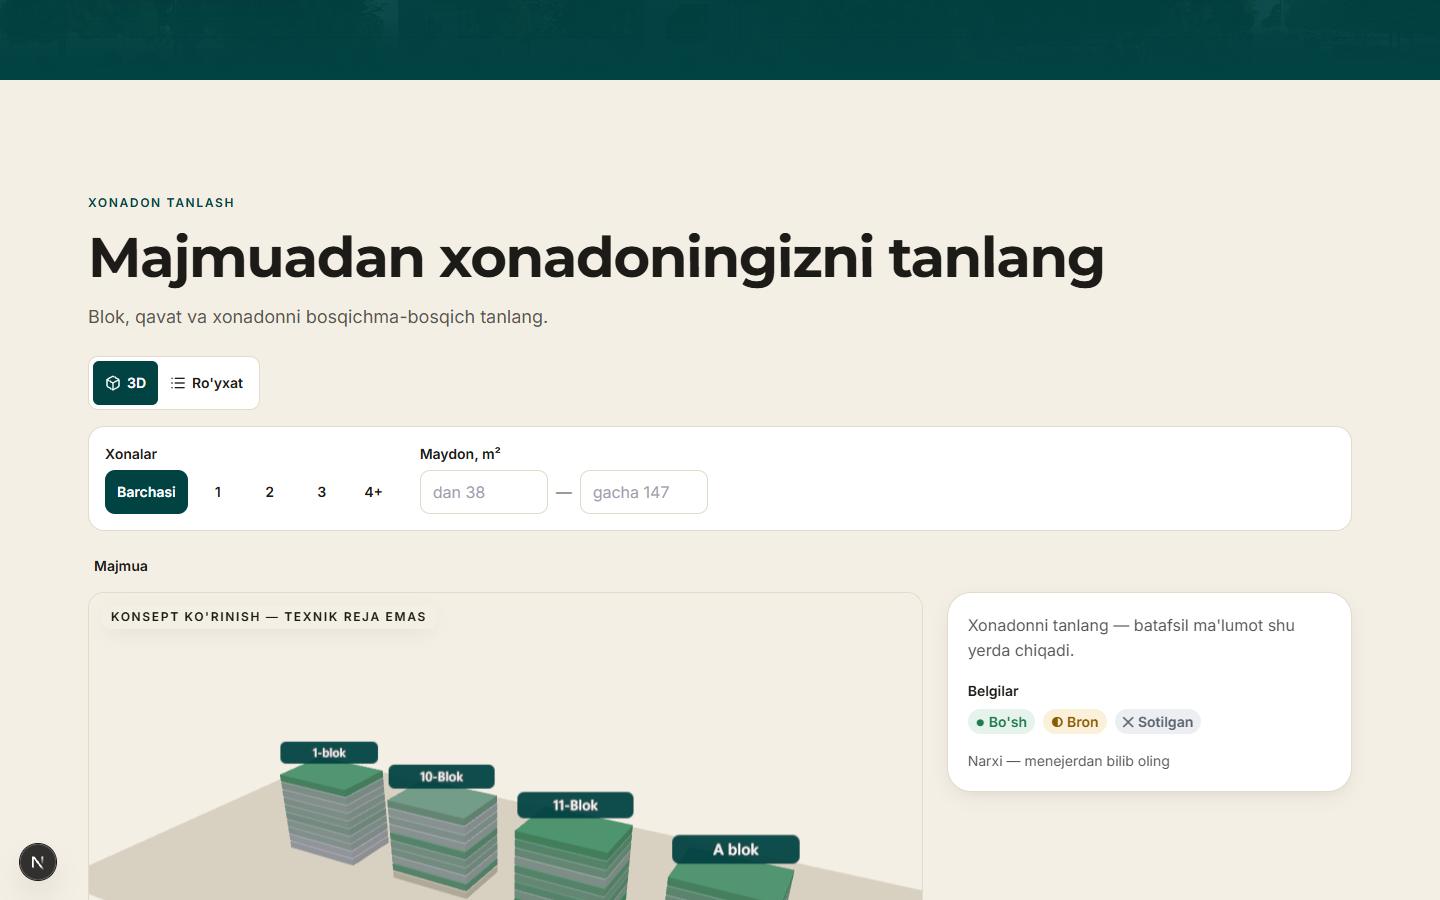 XONADON TANLASH
Majmuadan xonadoningizni tanlang
Blok, qavat va xonadonni bosqichma-bosqich tanlang.
3D
Ro'yxat
Xonalar
Barchasi
1
2
3
4+
Maydon, m²
dan 38
—
gacha 147
Majmua
KONSEPT KO'RINISH — TEXNIK REJA EMAS
1-blok
10-Blok
11-Blok
A blok
Xonadonni tanlang — batafsil ma'lumot shu
yerda chiqadi.
Belgilar
Bo'sh
Bron
Sotilgan
Narxi — menejerdan bilib oling
N